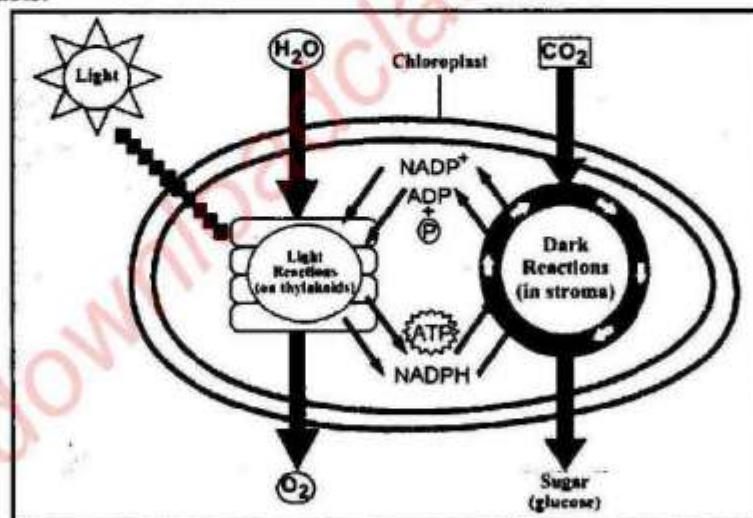 H₂O
CO₂
Light
Chloroplast
NADP⁺
ADP
+
P
Light
Reactions
(on thylakoids)
Dark
Reactions
(in stroma)
ATP
NADPH
O₂
Sugar
(glucose)